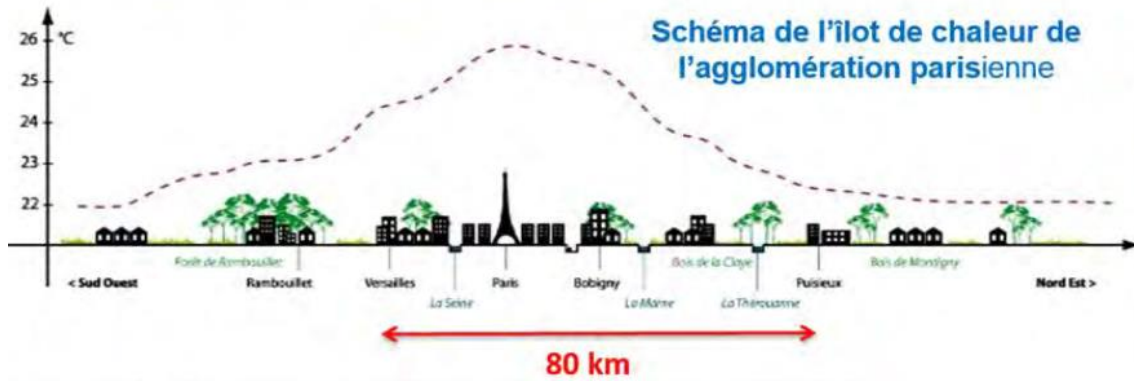 Schéma de l'îlot de chaleur de
l'agglomération parisienne
°C
26
25
24
23
22
Forêt de Rambouillet
Bois de la Claye
Bois de Montigny
< Sud Ouest
Rambouillet
Versailles
Paris
Bobigny
Puisieux
Nord Est >
La Seine
La Marne
La Thérouanne
80 km